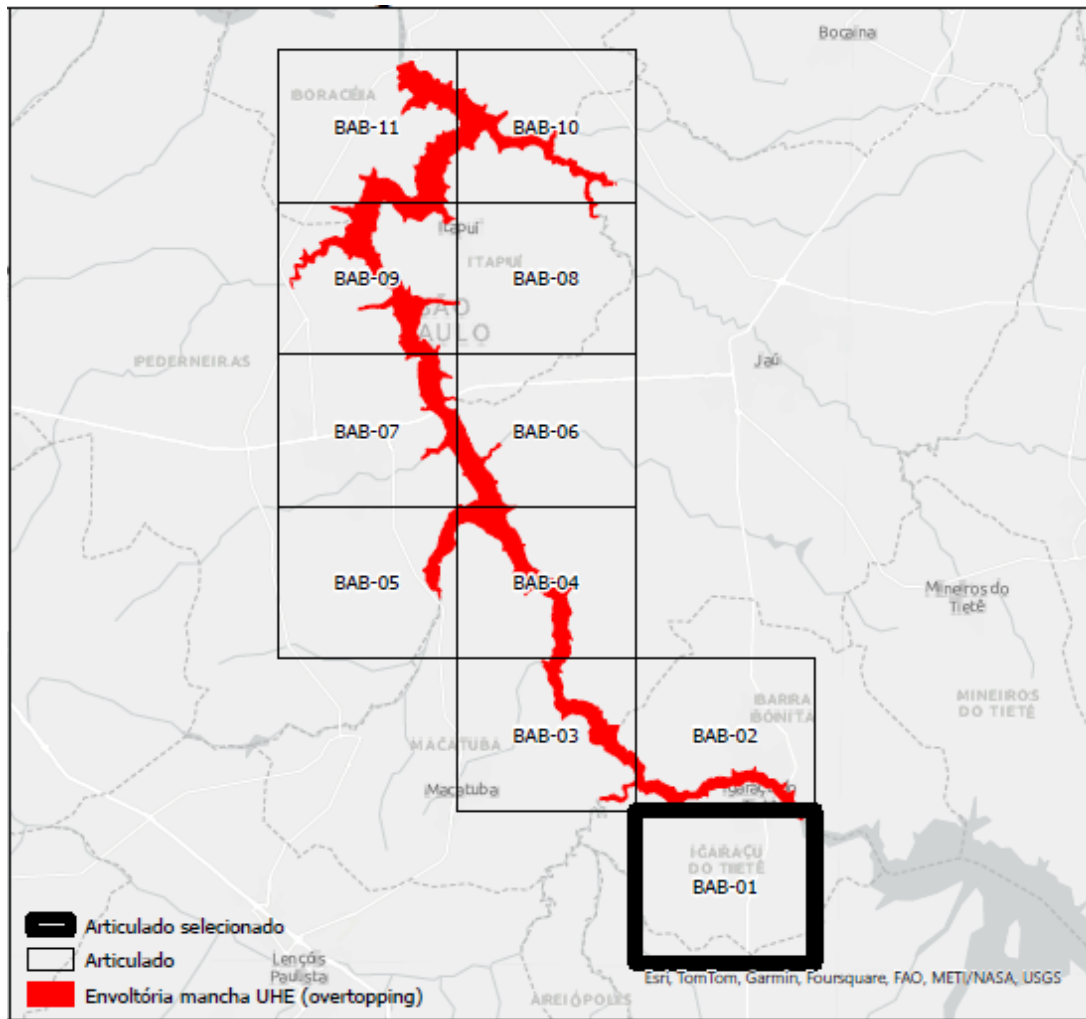 Bocaina
BORACÉIA
BAB-11
BAB-10
Itapuí
ITAPUÍ
BAB-09
BAB-08
SÃO
PAULO
PEDERNEIRAS
Jaú
BAB-07
BAB-06
BAB-05
BAB-04
Mineiros do
Tietê
BARRA
BONITA
MINEIROS
DO TIETÊ
BAB-03
BAB-02
MACATUBA
Macatuba
IGARAÇU
DO TIETÊ
BAB-01
Articulado selecionado
Articulado
Lençóis
Paulista
Esri, TomTom, Garmin, Foursquare, FAO, METI/NASA, USGS
Envoltória mancha UHE (overtopping)
AREIÓPOLIS